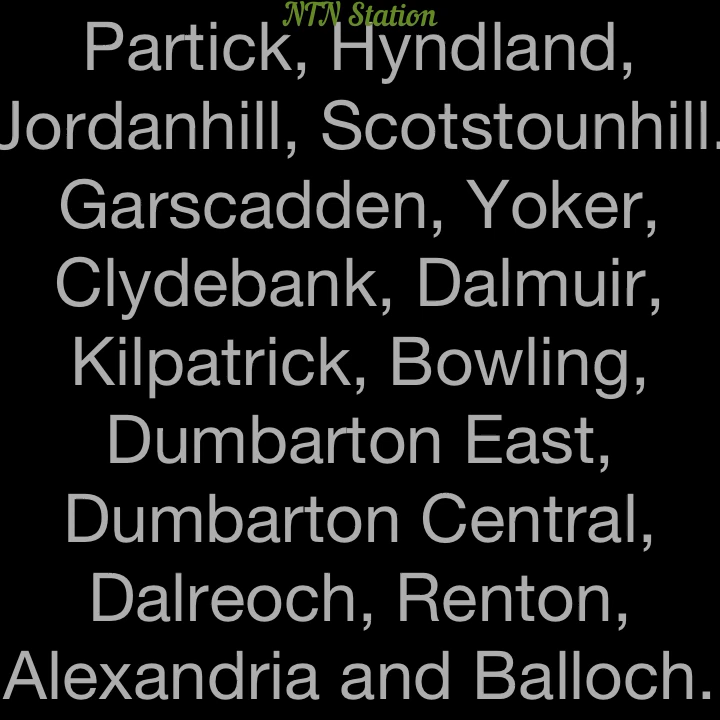 NTN Station
Partick, Hyndland,
Jordanhill, Scotstounhill.
Garscadden, Yoker,
Clydebank, Dalmuir,
Kilpatrick, Bowling,
Dumbarton East,
Dumbarton Central,
Dalreoch, Renton,
Alexandria and Balloch.